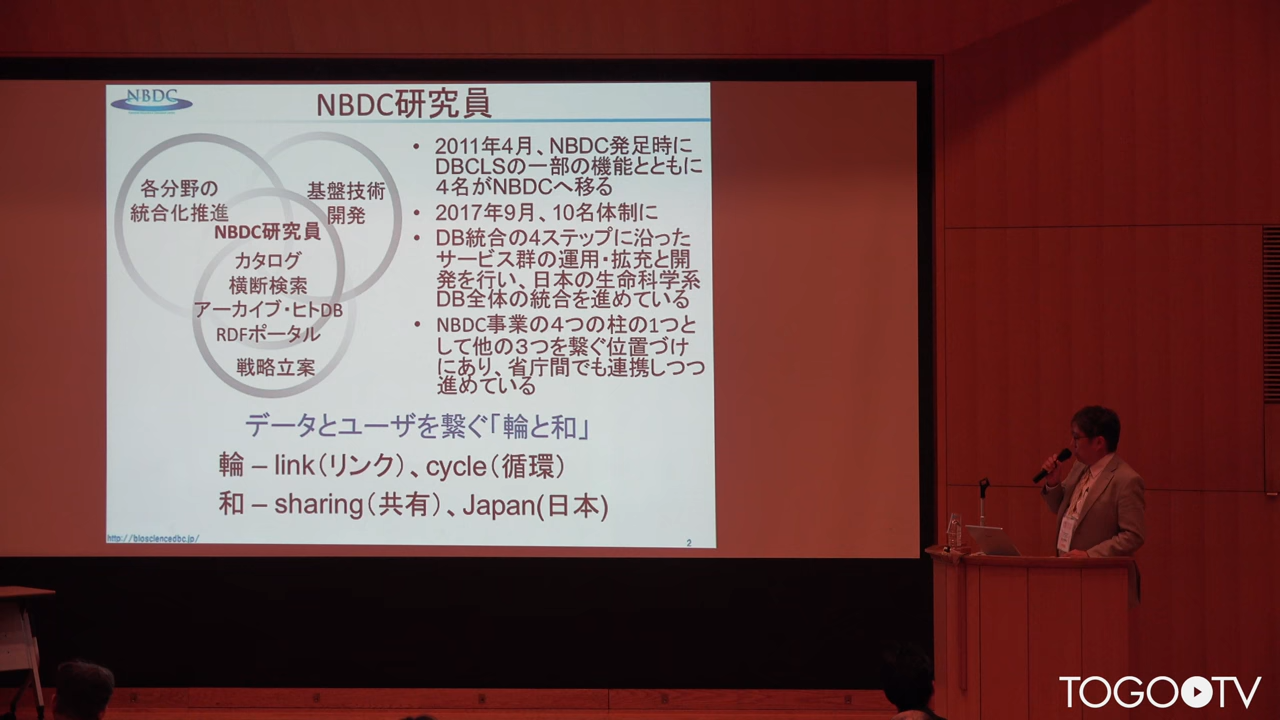 NBDC
NBDC研究員
各分野の
統合化推進
基盤技術
開発
NBDC研究員
カタログ
横断検索
アーカイブ・ヒトDB
RDFポータル
戦略立案
• 2011年4月、NBDC発足時に
DBCLSの一部の機能とともに
4名がNBDCへ移る
• 2017年9月、10名体制に
• DB統合の4ステップに沿った
サービス群の運用・拡充と開
発を行い、日本の生命科学系
DB全体の統合を進めている
• NBDC事業の4つの柱の1つと
して他の3つを繋ぐ位置づけ
にあり、省庁間でも連携しつつ
進めている
データとユーザを繋ぐ「輪と和」
輪 – link(リンク)、cycle(循環)
和 – sharing(共有)、Japan(日本)
http://biosciencedbc.jp/
2
TOGO TV